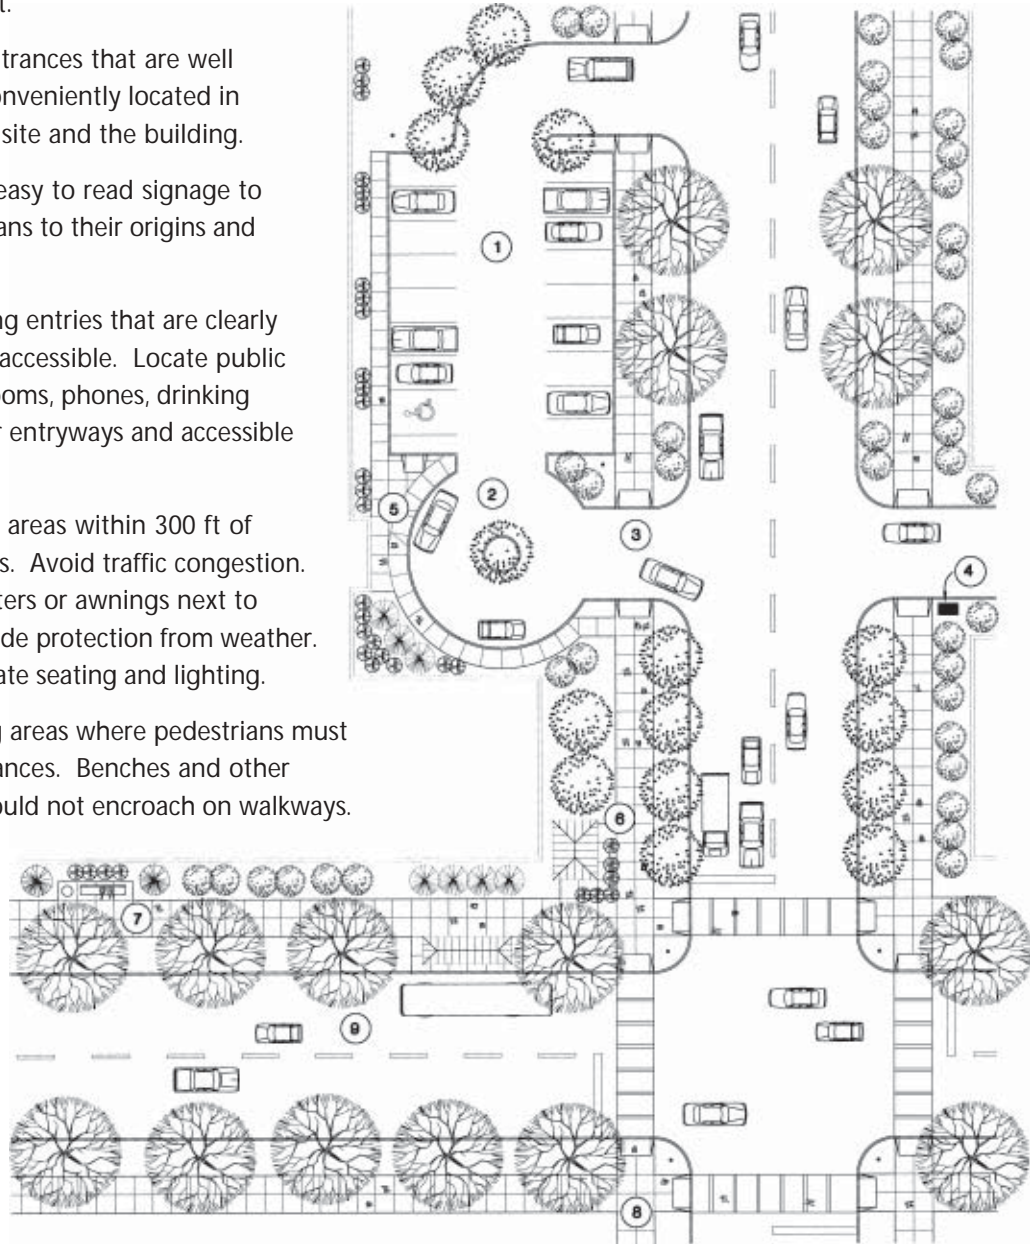 t.
trances that are well
onveniently located in
site and the building.
easy to read signage to
ans to their origins and
ng entries that are clearly
accessible. Locate public
ooms, phones, drinking
r entryways and accessible
areas within 300 ft of
s. Avoid traffic congestion.
ters or awnings next to
de protection from weather.
ate seating and lighting.
g areas where pedestrians must
ances. Benches and other
ould not encroach on walkways.
1
2
5
3
4
6
7
9
8